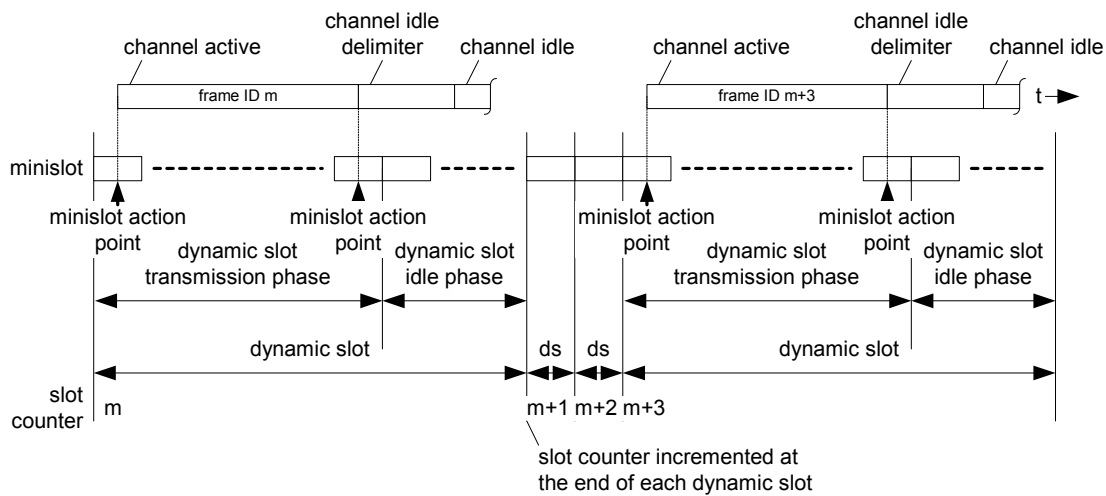 channel active
channel idle
delimiter
channel idle
channel active
channel idle
delimiter
channel idle
frame ID m
frame ID m+3
t
minislot
minislot action
point
minislot action
point
minislot action
point
minislot action
point
dynamic slot
transmission phase
dynamic slot
idle phase
dynamic slot
transmission phase
dynamic slot
idle phase
dynamic slot
ds
ds
dynamic slot
slot
counter
m
m+1
m+2
m+3
slot counter incremented at
the end of each dynamic slot